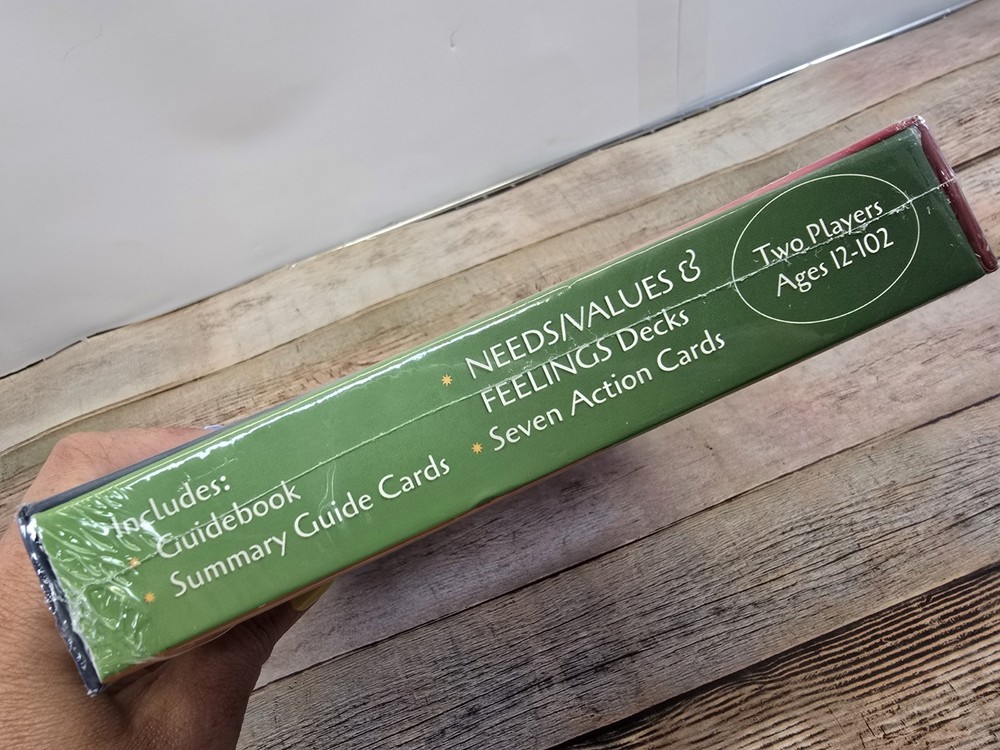 Includes:
Guidebook
Summary Guide Cards
NEEDS/VALUES &
FEELINGS Decks
Seven Action Cards
Two Players
Ages 12-102